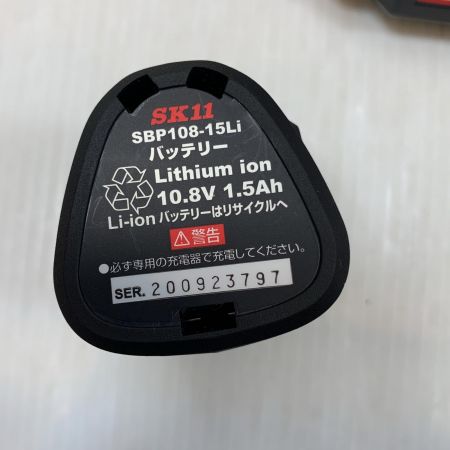 SK11
SBP108-15Li
バッテリー
Lithium ion
10.8V 1.5Ah
Li-ion バッテリーはリサイクルへ
警告
●必ず専用の充電器で充電してください。
SER. 200923797